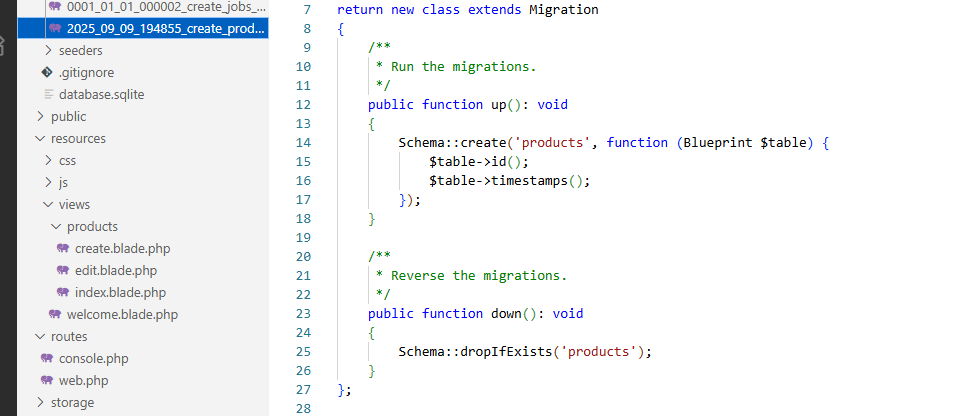 0001_01_01_000002_create_jobs_...
2025_09_09_194855_create_prod...
seeders
.gitignore
database.sqlite
public
resources
css
js
views
products
create.blade.php
edit.blade.php
index.blade.php
welcome.blade.php
routes
console.php
web.php
storage
7 return new class extends Migration
8 {
9     /**
10      * Run the migrations.
11      */
12     public function up(): void
13     {
14         Schema::create('products', function (Blueprint $table) {
15             $table->id();
16             $table->timestamps();
17         });
18     }
19
20     /**
21      * Reverse the migrations.
22      */
23     public function down(): void
24     {
25         Schema::dropIfExists('products');
26     }
27 };
28